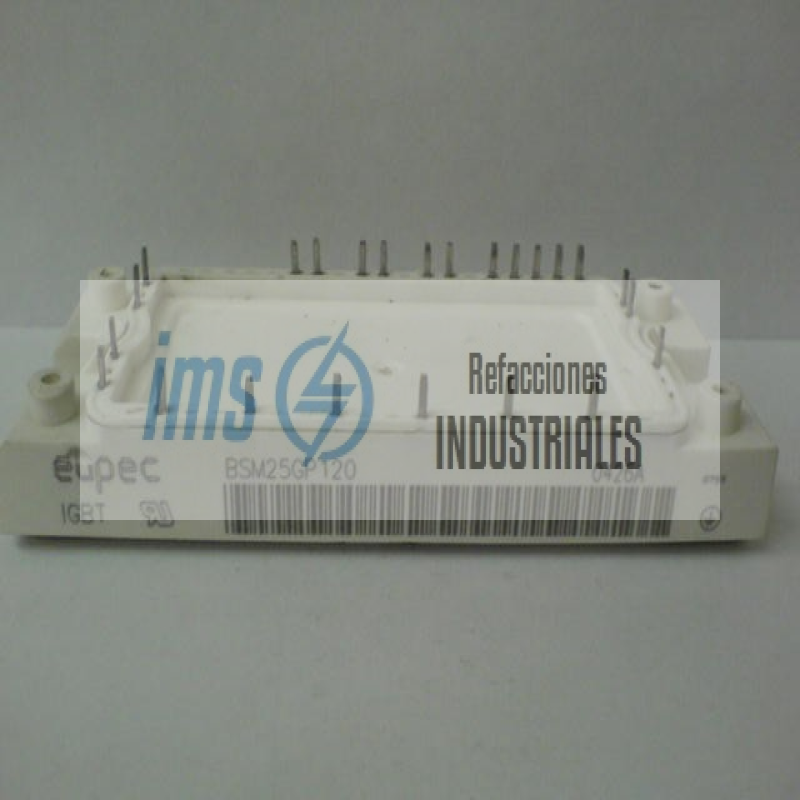 ims
Refacciones
INDUSTRIALES
eupec
BSM25GP120
0426A
IGBT